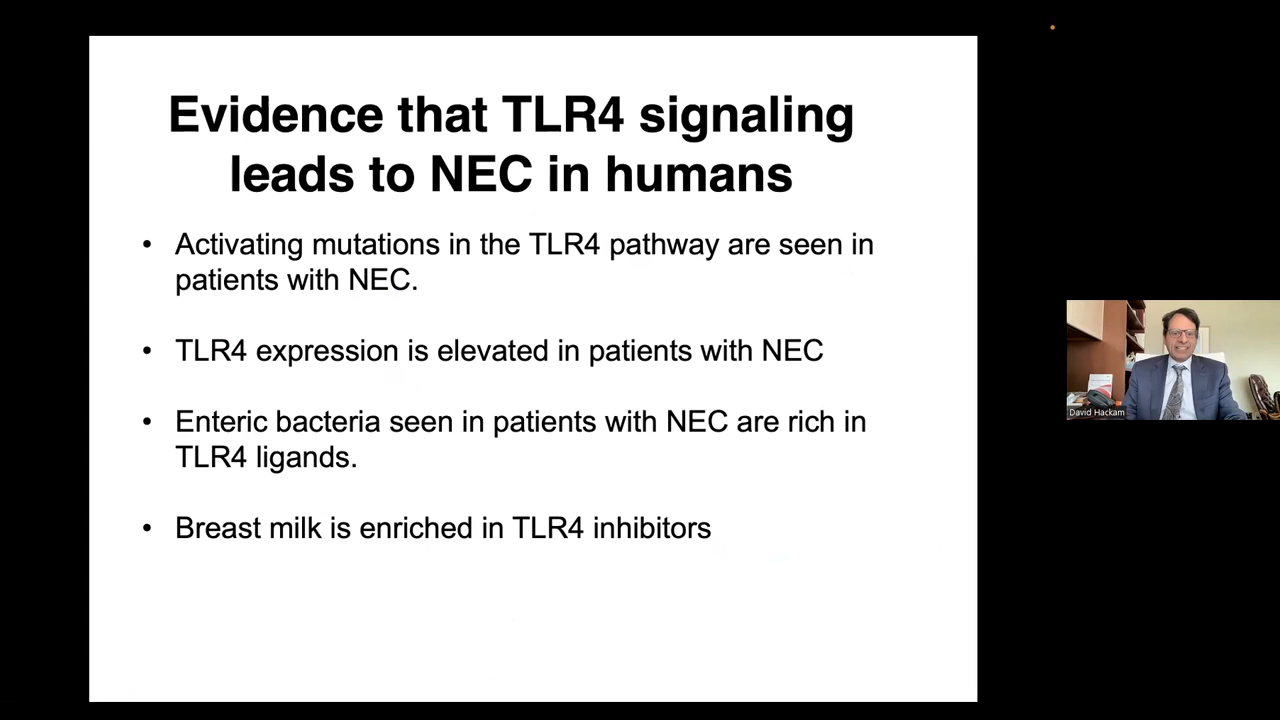 Evidence that TLR4 signaling
leads to NEC in humans
• Activating mutations in the TLR4 pathway are seen in
patients with NEC.
• TLR4 expression is elevated in patients with NEC
• Enteric bacteria seen in patients with NEC are rich in
TLR4 ligands.
• Breast milk is enriched in TLR4 inhibitors
David Hackam